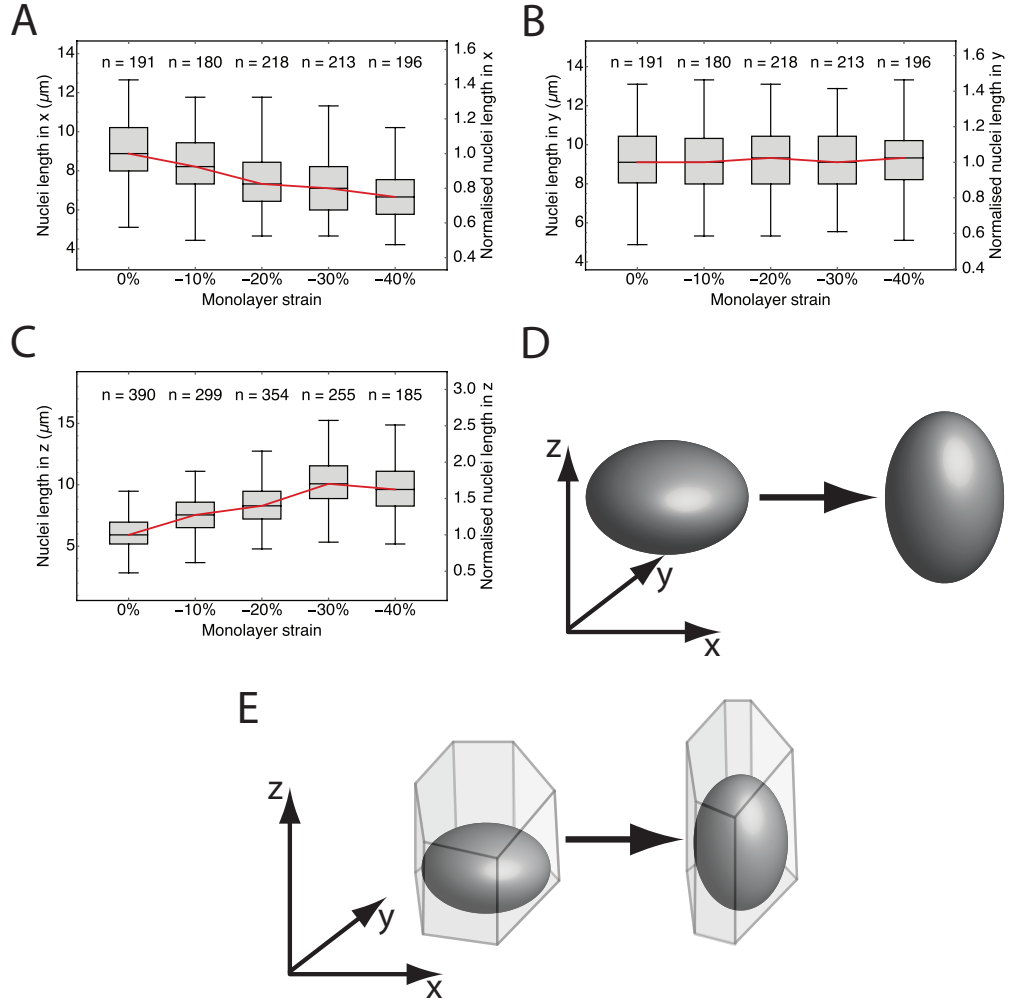 A
Nuclei length in x (µm)
14
12
10
8
6
4
n = 191 n = 180 n = 218 n = 213 n = 196
1.6
1.4
1.2
1.0
0.8
0.6
0.4
Normalised nuclei length in x
0% −10% −20% −30% −40%
Monolayer strain
B
Nuclei length in y (µm)
14
12
10
8
6
4
n = 191 n = 180 n = 218 n = 213 n = 196
1.6
1.4
1.2
1.0
0.8
0.6
0.4
Normalised nuclei length in y
0% −10% −20% −30% −40%
Monolayer strain
C
Nuclei length in z (µm)
15
10
5
n = 390 n = 299 n = 354 n = 255 n = 185
3.0
2.5
2.0
1.5
1.0
0.5
Normalised nuclei length in z
0% −10% −20% −30% −40%
Monolayer strain
D
z
y
x
E
z
y
x